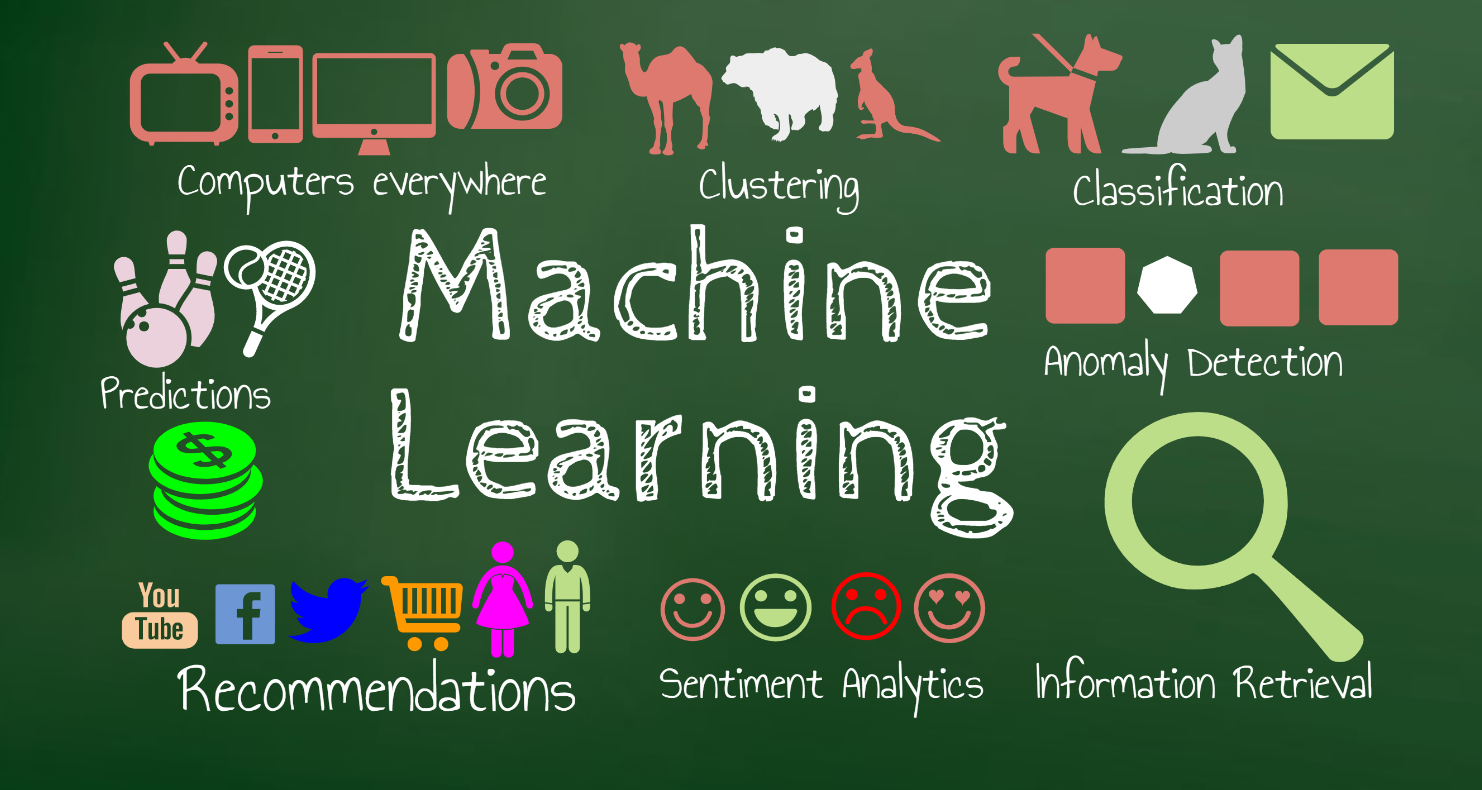 Computers everywhere
Clustering
Classification
Machine
Learning
Predictions
$
Anomaly Detection
You
Tube
f
Recommendations
Sentiment Analytics
Information Retrieval